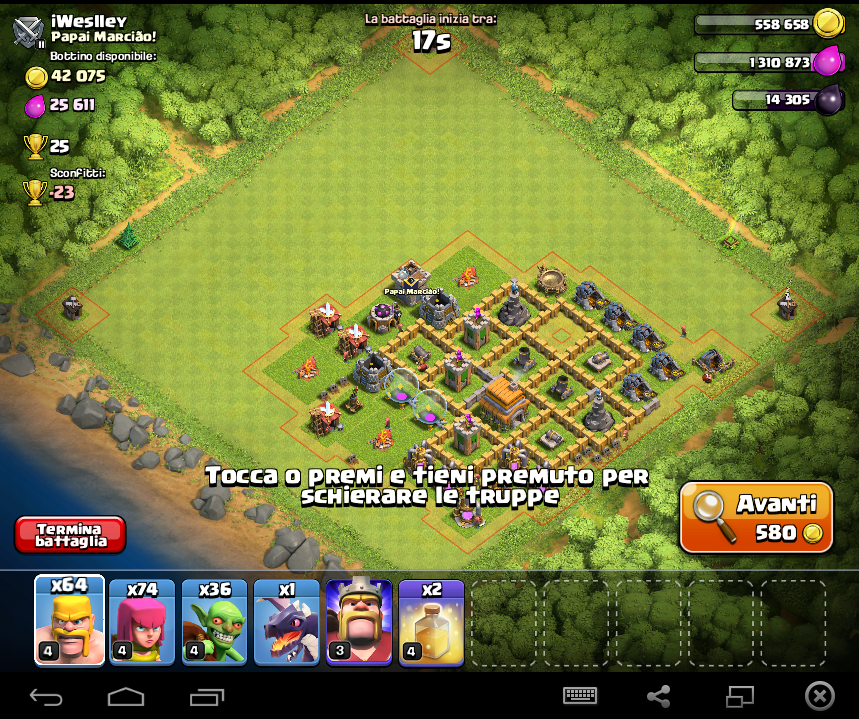 iWeslley
Papai Marcião!
Bottino disponibile:
42 075
25 611
25
Sconfitti:
-23
La battaglia inizia tra:
17s
558 658
1 310 873
14 305
Papai Marcião!
Tocca o premi e tieni premuto per
schierare le truppe
Termina
battaglia
Avanti
580
x64
x74
x36
x1
x2
4
4
4
3
4